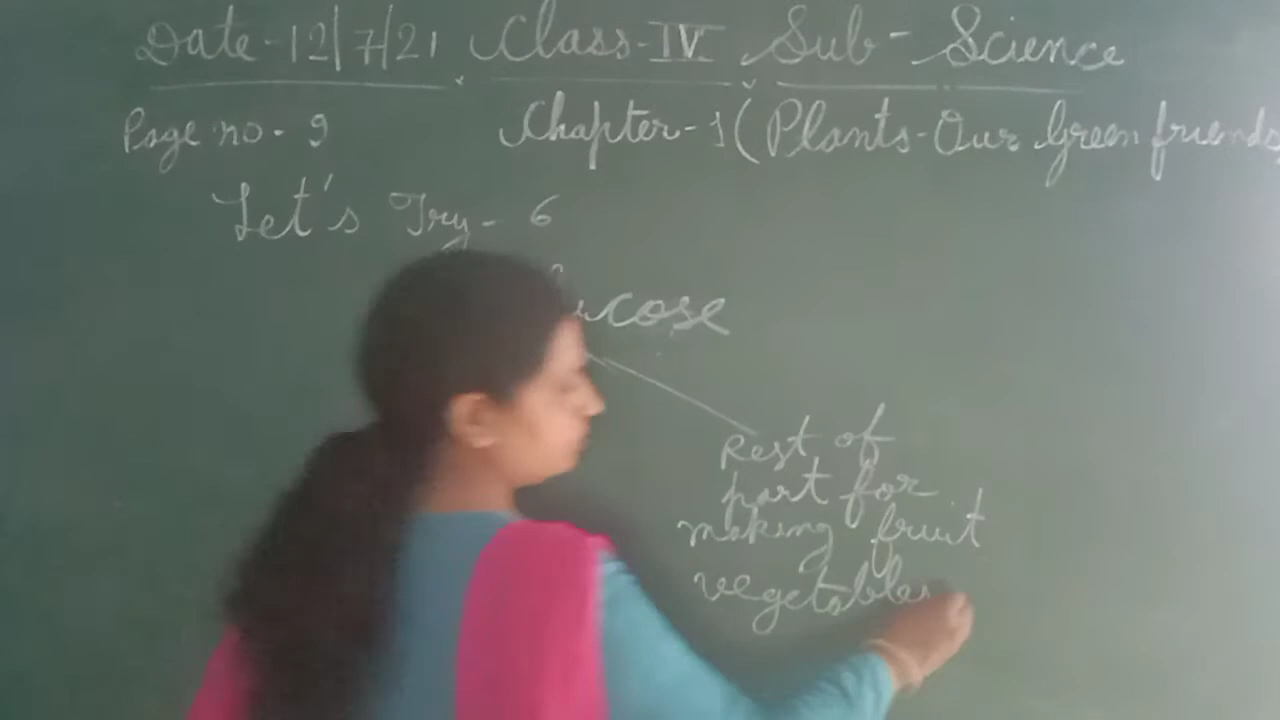 Date-12/7/21 Class-IV Sub-Science
Page no- 9 Chapter-1(Plants-Our Green friends
Let's Try- 6
Rest of
part for
making fruit
vegetables